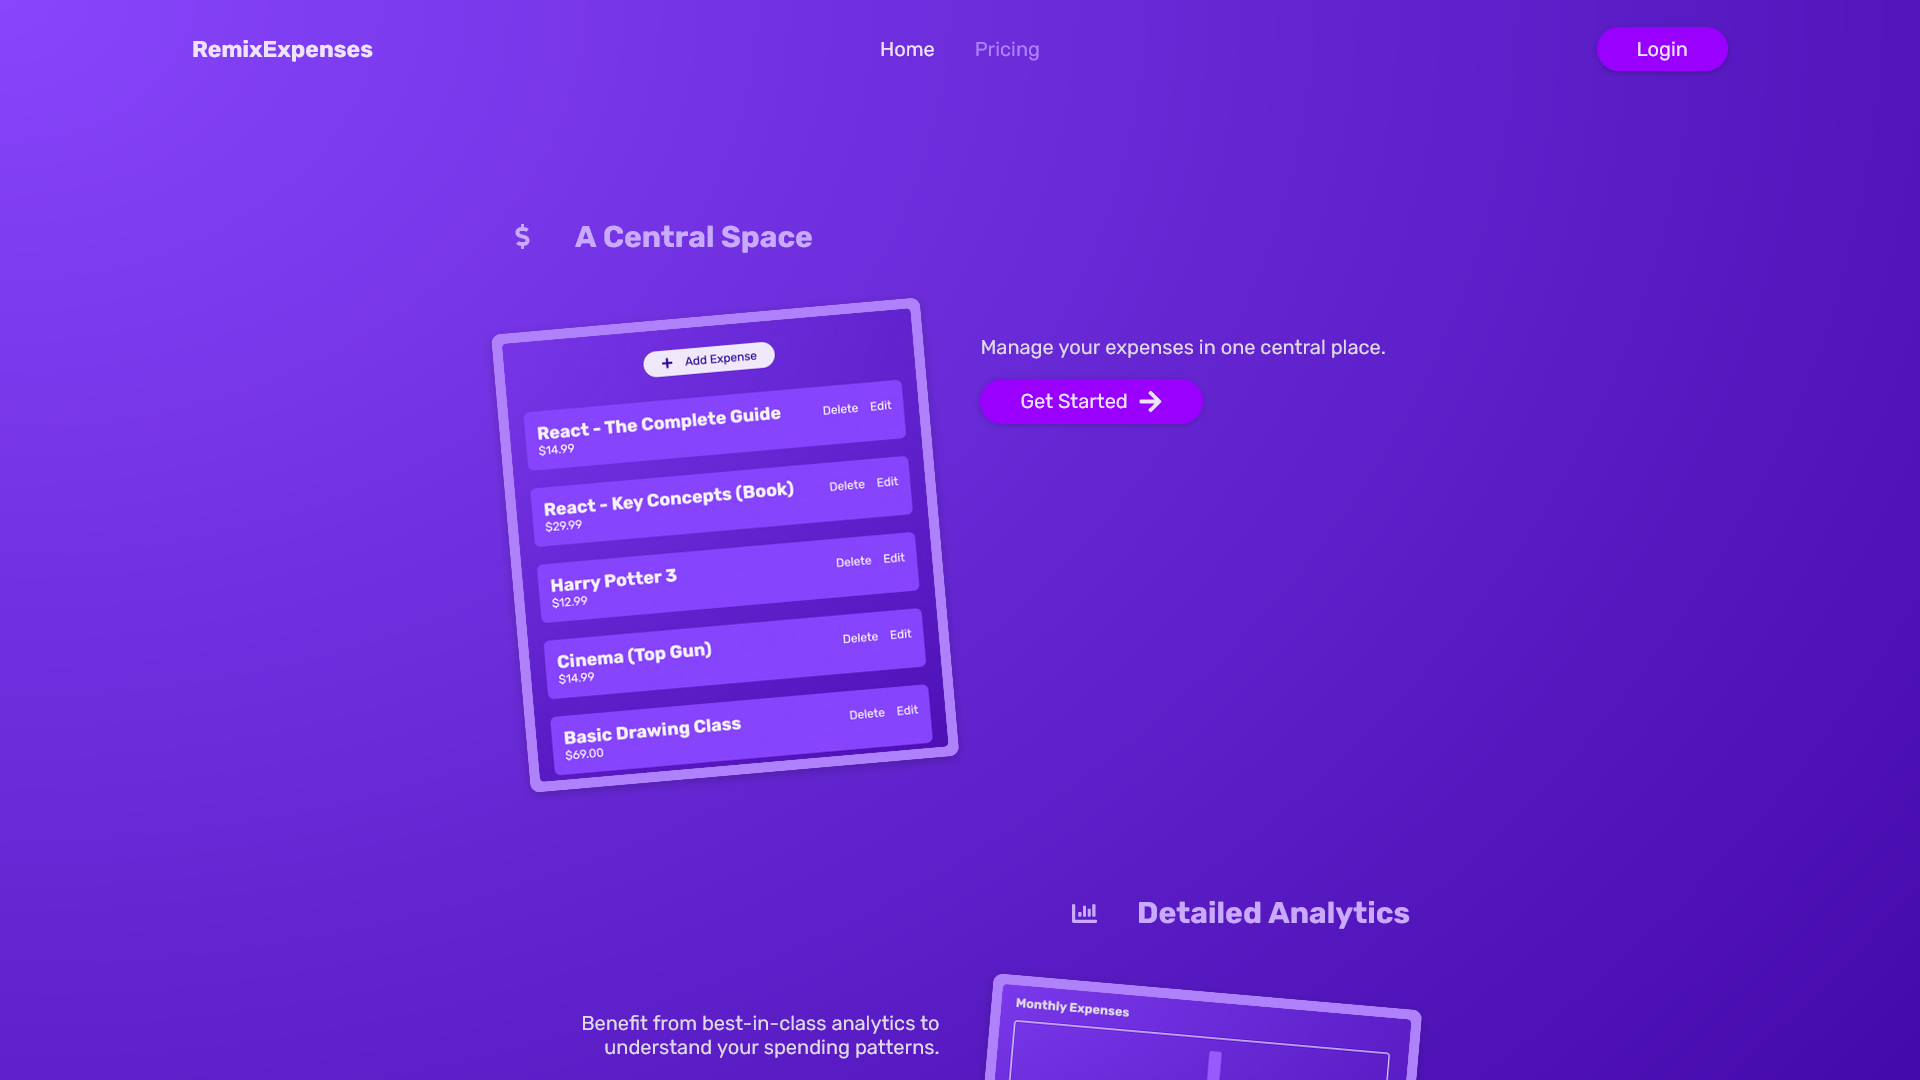 RemixExpenses
Home
Pricing
Login
$ A Central Space
Add Expense
React - The Complete Guide
$14.99
Delete
Edit
React - Key Concepts (Book)
$29.99
Delete
Edit
Harry Potter 3
$12.99
Delete
Edit
Cinema (Top Gun)
$14.99
Delete
Edit
Basic Drawing Class
$69.00
Delete
Edit
Manage your expenses in one central place.
Get Started
Detailed Analytics
Benefit from best-in-class analytics to
understand your spending patterns.
Monthly Expenses